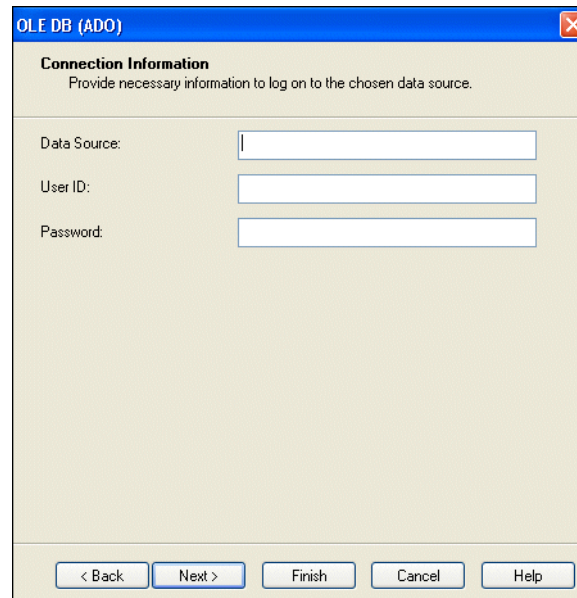 OLE DB (ADO)
Connection Information
Provide necessary information to log on to the chosen data source.
Data Source:
User ID:
Password:
< Back Next > Finish Cancel Help